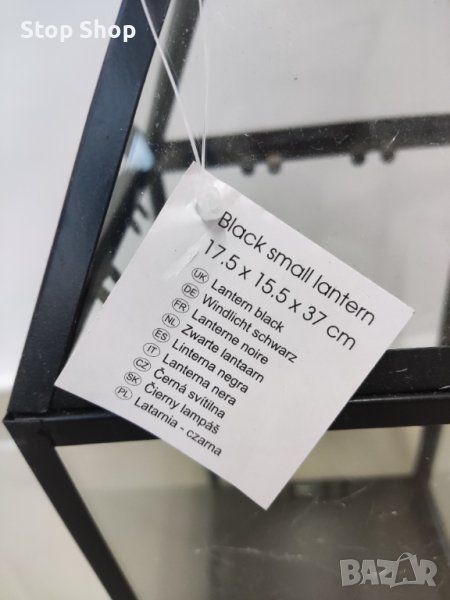 Stop Shop
Black small lantern
17.5 x 15.5 x 37 cm
UK Lantern black
DE Windlicht schwarz
FR Lanterne noire
NL Zwarte lantaarn
ES Linterna negra
IT Lanterna nera
CZ Černá svítilna
SK Čierny lampáš
PL Latarnia - czarna
BAZAR